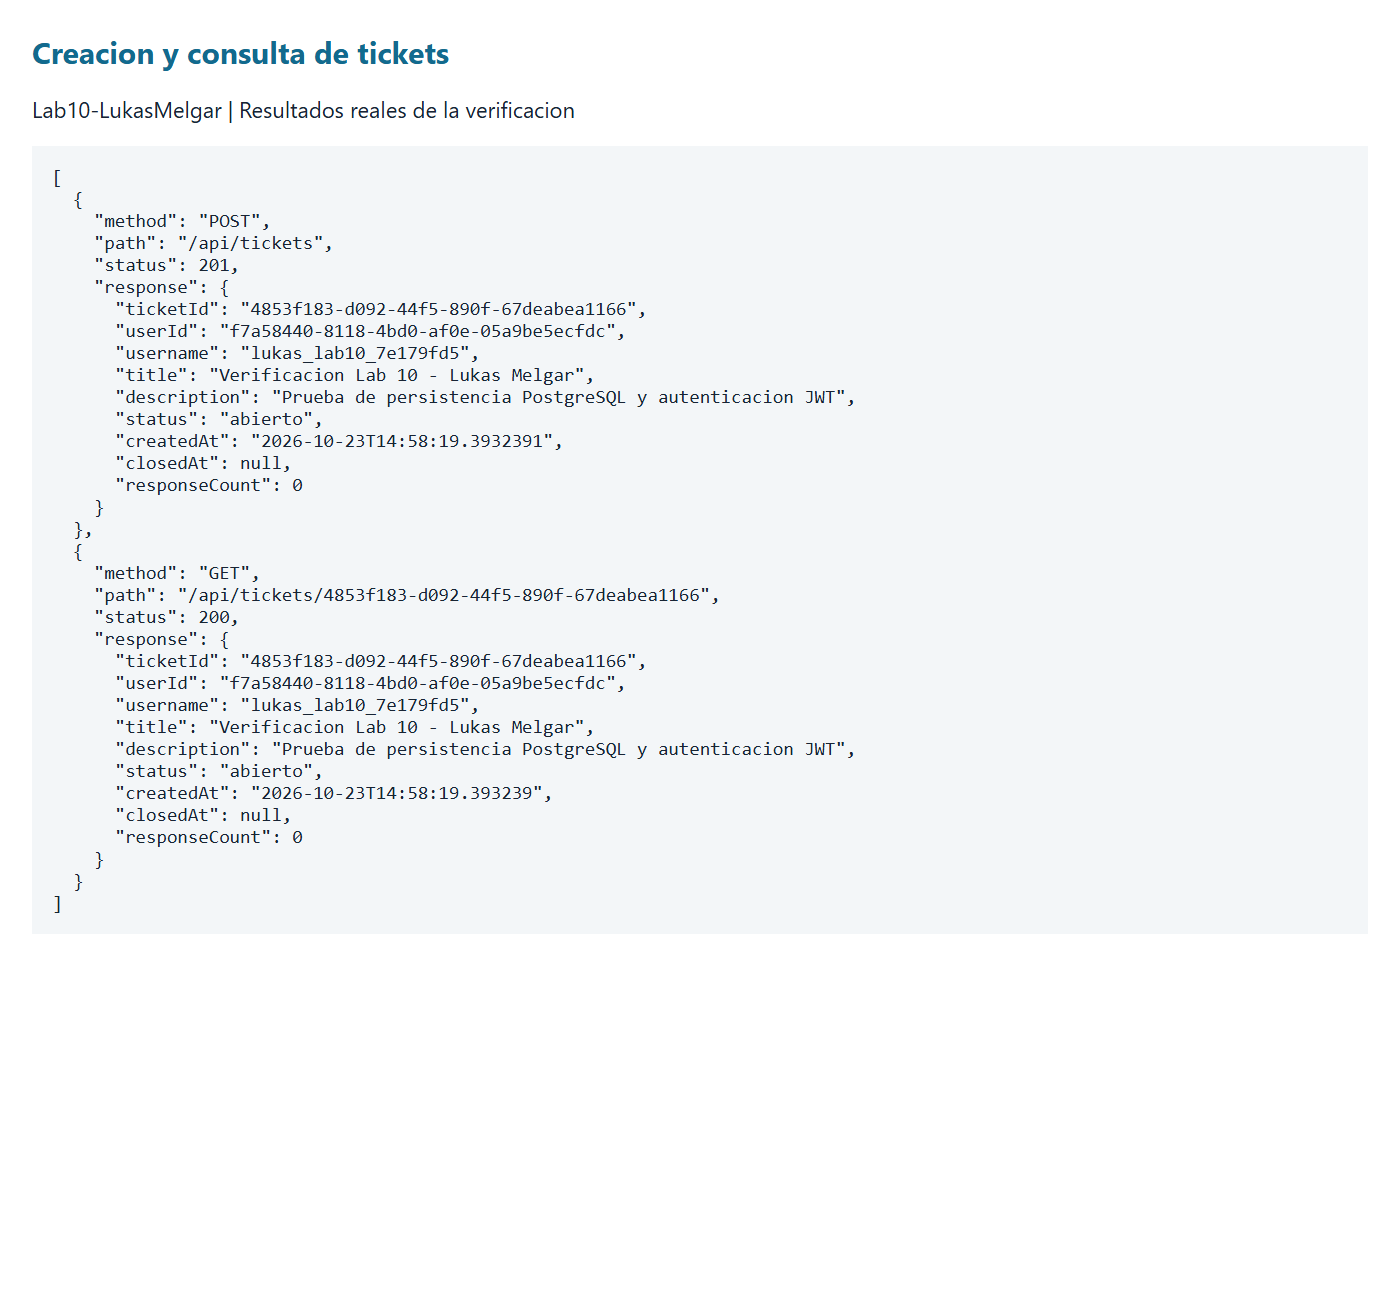 Creacion y consulta de tickets
Lab10-LukasMelgar | Resultados reales de la verificacion
[
  {
    "method": "POST",
    "path": "/api/tickets",
    "status": 201,
    "response": {
      "ticketId": "4853f183-d092-44f5-890f-67deabea1166",
      "userId": "f7a58440-8118-4bd0-af0e-05a9be5ecfdc",
      "username": "lukas_lab10_7e179fd5",
      "title": "Verificacion Lab 10 - Lukas Melgar",
      "description": "Prueba de persistencia PostgreSQL y autenticacion JWT",
      "status": "abierto",
      "createdAt": "2026-10-23T14:58:19.3932391",
      "closedAt": null,
      "responseCount": 0
    }
  },
  {
    "method": "GET",
    "path": "/api/tickets/4853f183-d092-44f5-890f-67deabea1166",
    "status": 200,
    "response": {
      "ticketId": "4853f183-d092-44f5-890f-67deabea1166",
      "userId": "f7a58440-8118-4bd0-af0e-05a9be5ecfdc",
      "username": "lukas_lab10_7e179fd5",
      "title": "Verificacion Lab 10 - Lukas Melgar",
      "description": "Prueba de persistencia PostgreSQL y autenticacion JWT",
      "status": "abierto",
      "createdAt": "2026-10-23T14:58:19.393239",
      "closedAt": null,
      "responseCount": 0
    }
  }
]